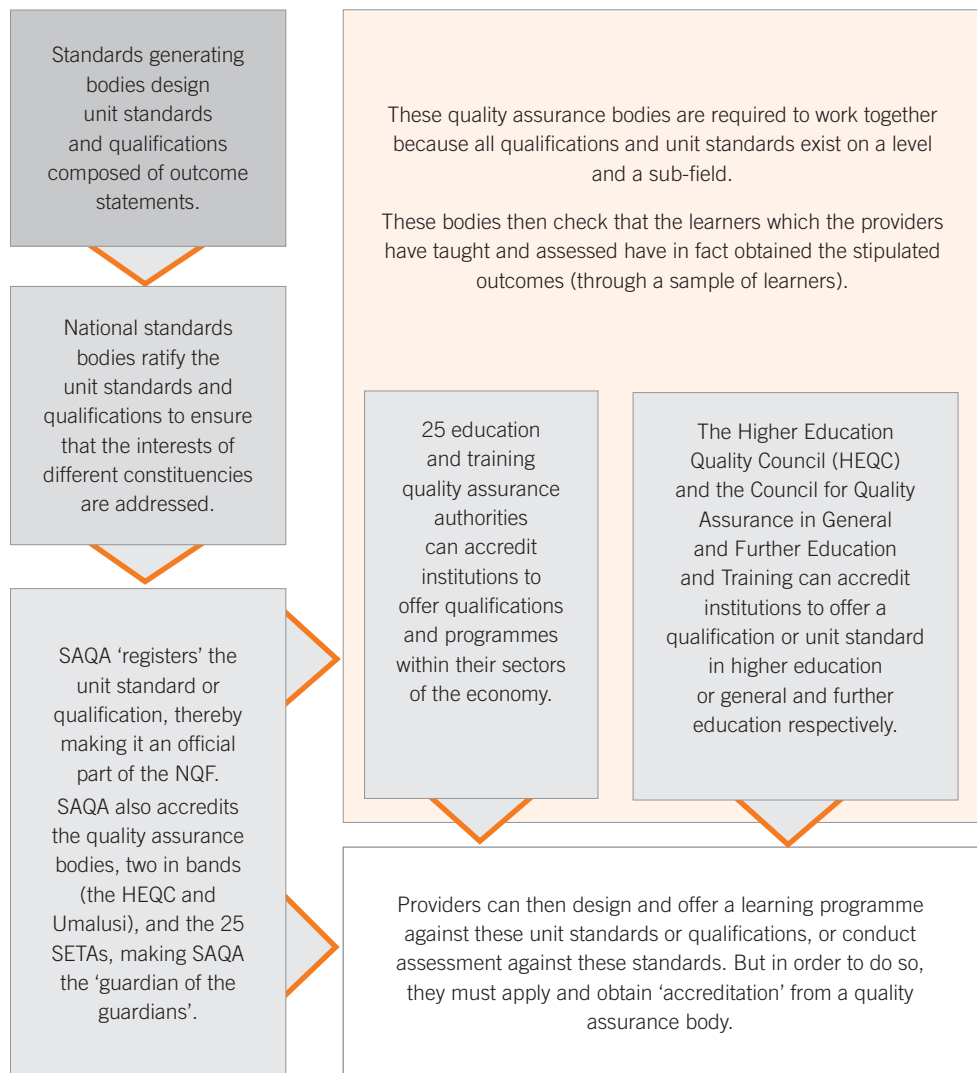 Standards generating
bodies design
unit standards
and qualifications
composed of outcome
statements.
National standards
bodies ratify the
unit standards and
qualifications to ensure
that the interests of
different constituencies
are addressed.
SAQA ‘registers’ the
unit standard or
qualification, thereby
making it an official
part of the NQF.
SAQA also accredits
the quality assurance
bodies, two in bands
(the HEQC and
Umalusi), and the 25
SETAs, making SAQA
the ‘guardian of the
guardians’.
These quality assurance bodies are required to work together
because all qualifications and unit standards exist on a level
and a sub-field.
These bodies then check that the learners which the providers
have taught and assessed have in fact obtained the stipulated
outcomes (through a sample of learners).
25 education
and training
quality assurance
authorities
can accredit
institutions to
offer qualifications
and programmes
within their sectors
of the economy.
The Higher Education
Quality Council (HEQC)
and the Council for Quality
Assurance in General
and Further Education
and Training can accredit
institutions to offer a
qualification or unit standard
in higher education
or general and further
education respectively.
Providers can then design and offer a learning programme
against these unit standards or qualifications, or conduct
assessment against these standards. But in order to do so,
they must apply and obtain ‘accreditation’ from a quality
assurance body.